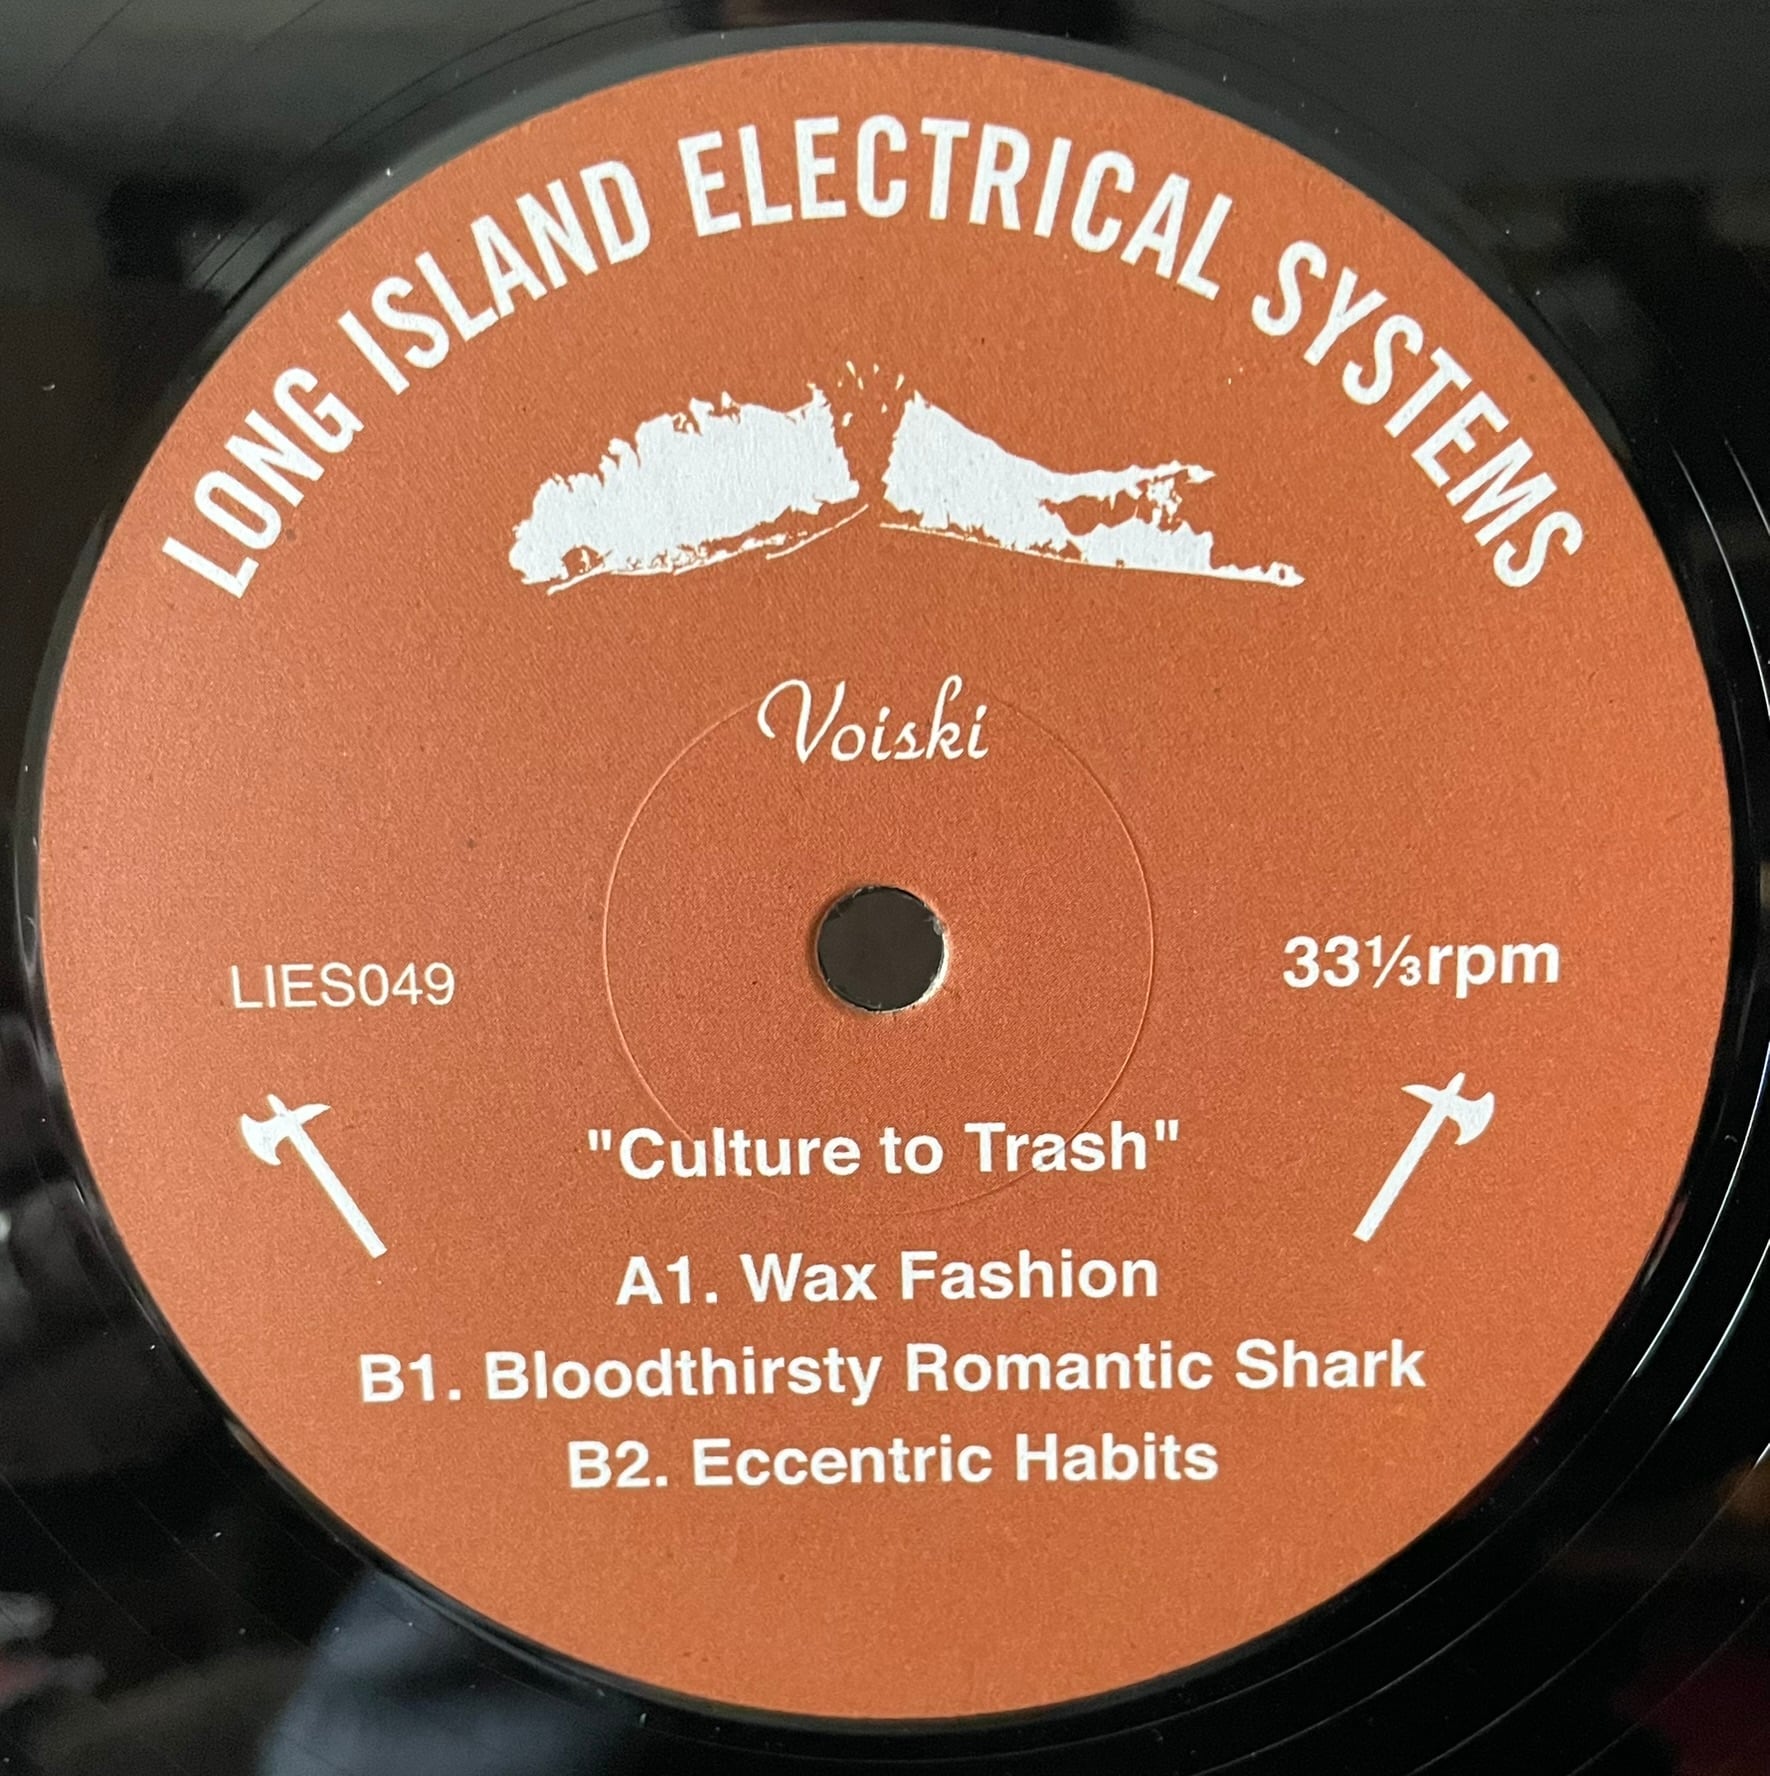 LONG ISLAND ELECTRICAL SYSTEMS
Voiski
LIES049
33⅓rpm
"Culture to Trash"
A1. Wax Fashion
B1. Bloodthirsty Romantic Shark
B2. Eccentric Habits